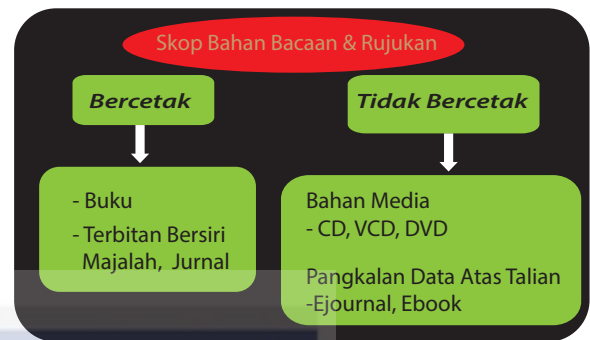 Skop Bahan Bacaan & Rujukan
Bercetak
- Buku
- Terbitan Bersiri
Majalah, Jurnal
Tidak Bercetak
Bahan Media
- CD, VCD, DVD
Pangkalan Data Atas Talian
-Ejournal, Ebook